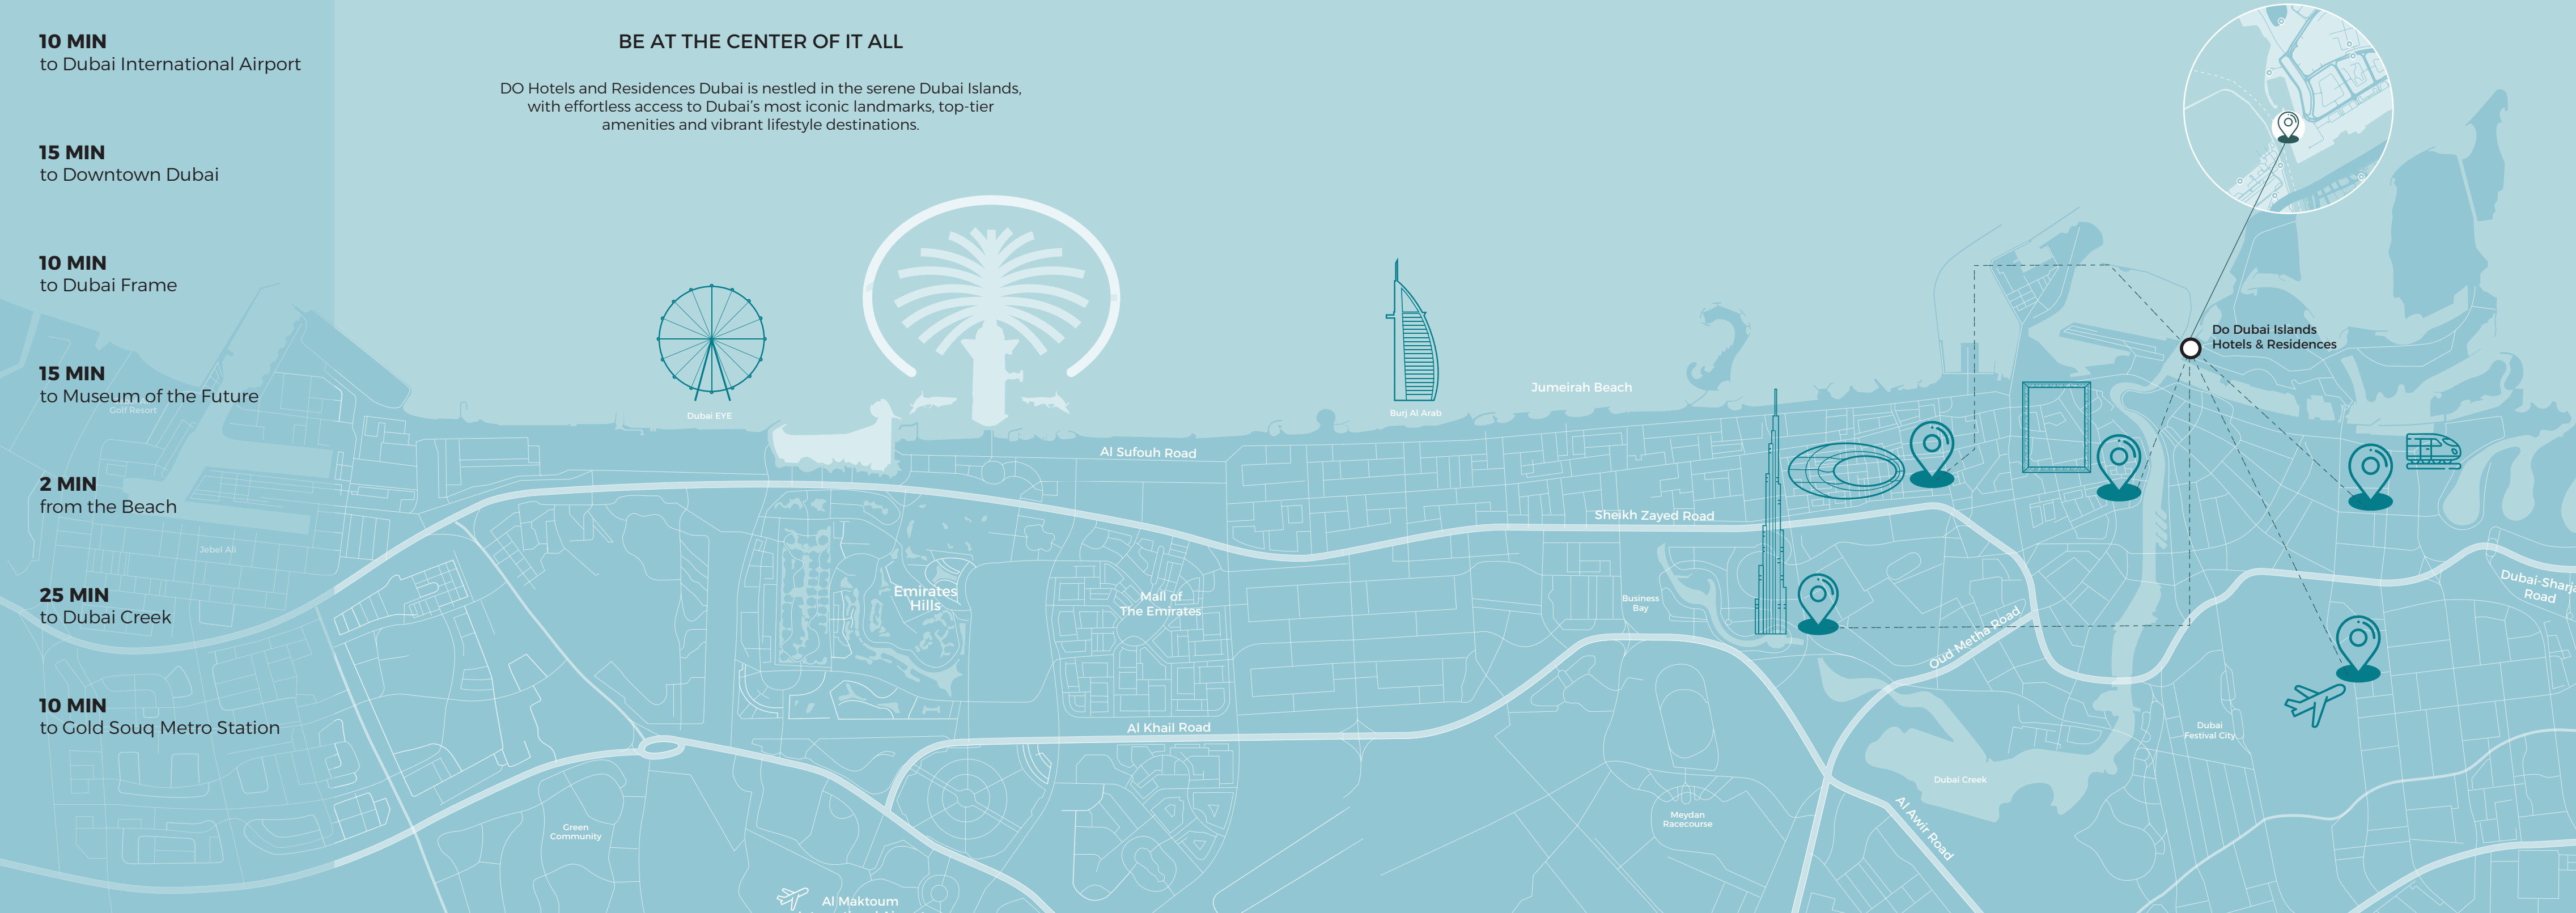 10 MIN
to Dubai International Airport
15 MIN
to Downtown Dubai
10 MIN
to Dubai Frame
15 MIN
to Museum of the Future
2 MIN
from the Beach
25 MIN
to Dubai Creek
10 MIN
to Gold Souq Metro Station
BE AT THE CENTER OF IT ALL
DO Hotels and Residences Dubai is nestled in the serene Dubai Islands,
with effortless access to Dubai's most iconic landmarks, top-tier
amenities and vibrant lifestyle destinations.
Golf Resort
Jebel Ali
Dubai EYE
Burj Al Arab
Jumeirah Beach
Do Dubai Islands
Hotels & Residences
Al Sufouh Road
Sheikh Zayed Road
Emirates
Hills
Mall of
The Emirates
Business
Bay
Oud Metha Road
Dubai-Sharja
Road
Al Khail Road
Dubai
Festival City
Dubai Creek
Meydan
Racecourse
Al Awir Road
Green
Community
Al Maktoum